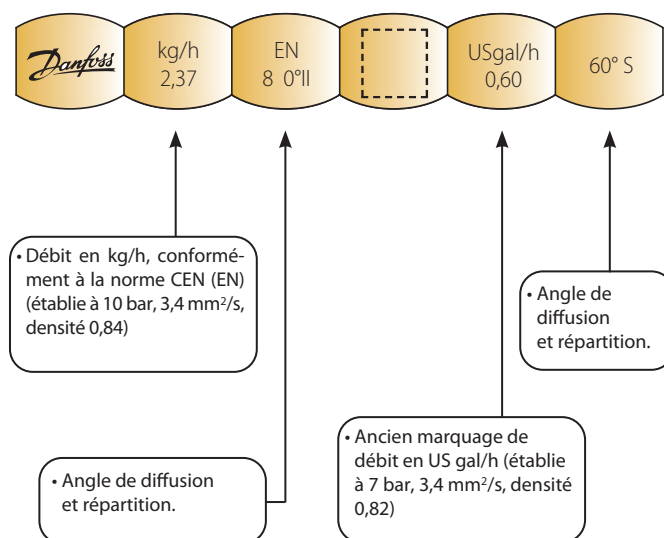 Danfoss
kg/h
2,37
EN
8 0°II
USgal/h
0,60
60° S
• Débit en kg/h, conformé-
ment à la norme CEN (EN)
(établie à 10 bar, 3,4 mm²/s,
densité 0,84)
• Angle de
diffusion
et répartition.
• Ancien marquage de
débit en US gal/h (établie
à 7 bar, 3,4 mm²/s, densité
0,82)
• Angle de diffusion
et répartition.